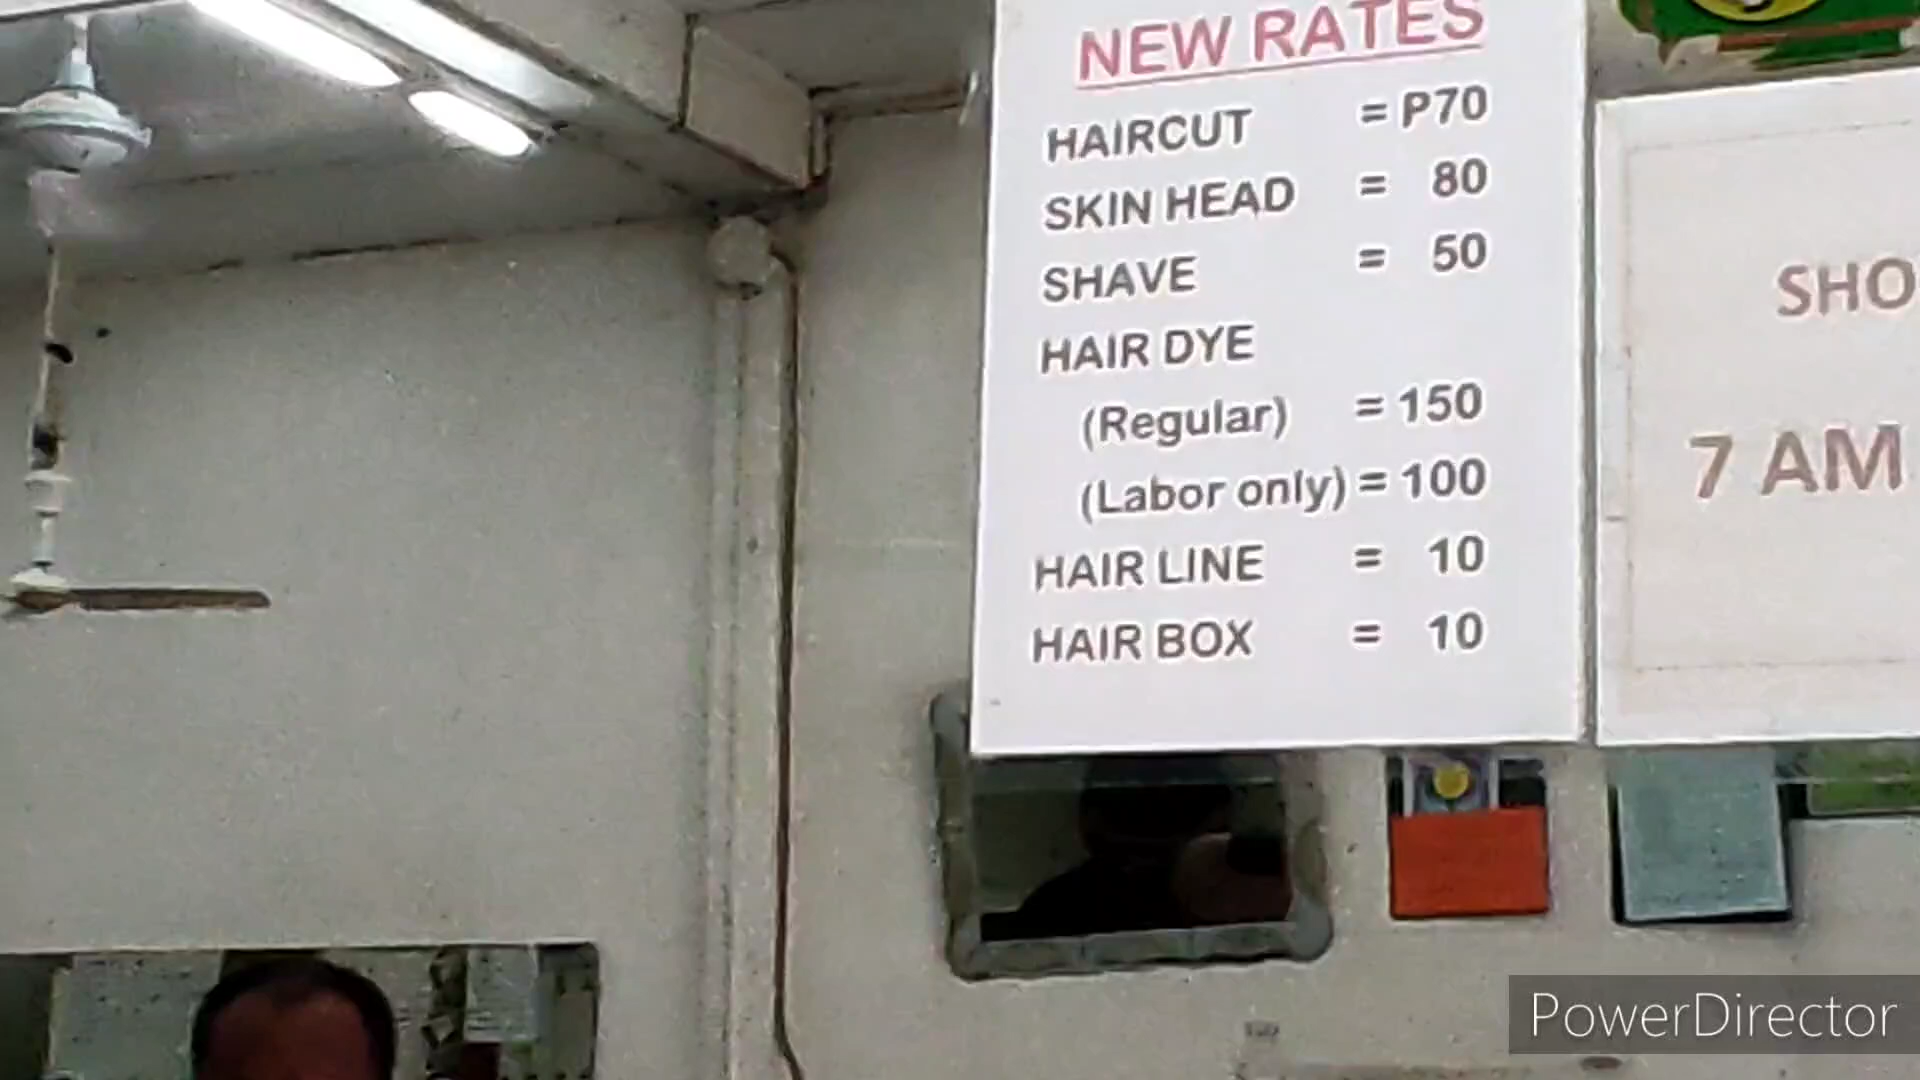 NEW RATES
HAIRCUT = P70
SKIN HEAD = 80
SHAVE = 50
HAIR DYE
(Regular) = 150
(Labor only) = 100
HAIR LINE = 10
HAIR BOX = 10
SHO
7 AM
PowerDirector